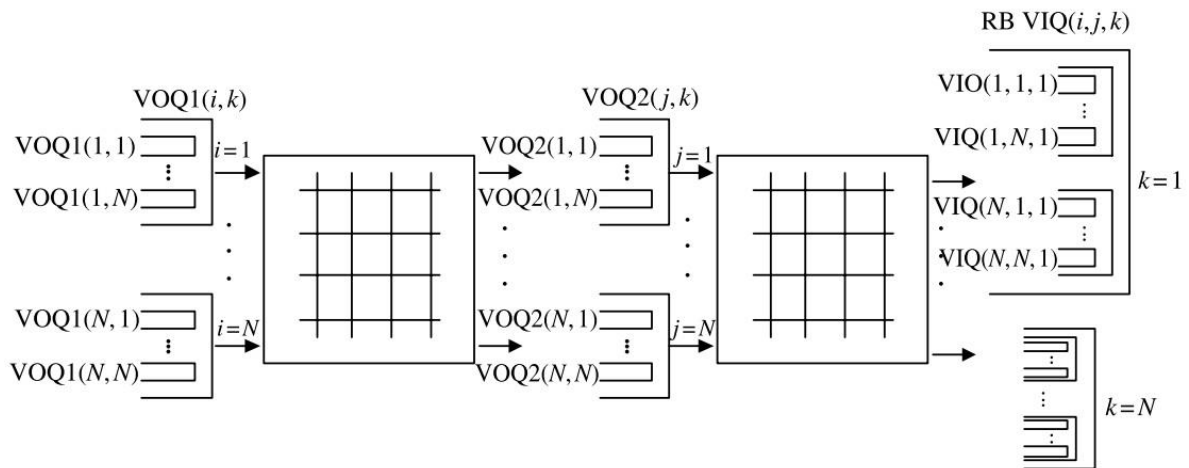 RB VIQ(i,j,k)
VOQ1(i,k)
VOQ2(j,k)
VIO(1,1,1)
VIQ(1,N,1)
VOQ1(1,1)
i=1
VOQ1(1,N)
VOQ2(1,1)
j=1
VOQ2(1,N)
k=1
VIQ(N,1,1)
VIQ(N,N,1)
VOQ1(N,1)
i=N
VOQ1(N,N)
VOQ2(N,1)
j=N
VOQ2(N,N)
k=N